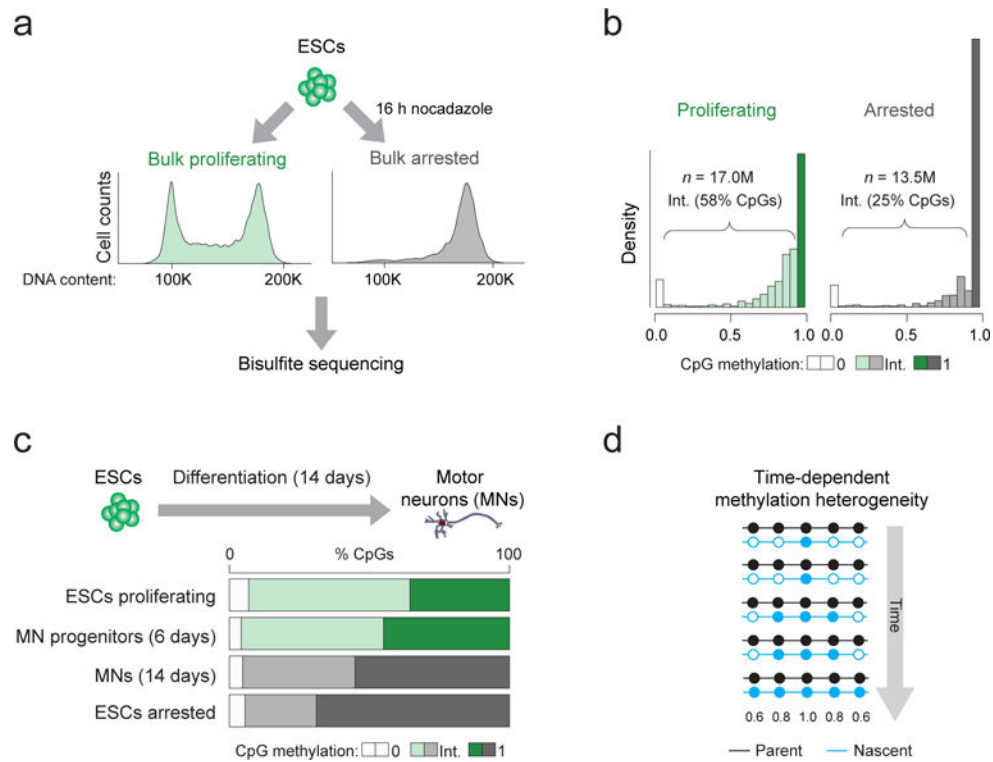 a
ESCs
16 h nocadazole
Bulk proliferating
Bulk arrested
Cell counts
DNA content:
100K
200K
200K
Bisulfite sequencing
b
Proliferating
Arrested
n = 17.0M
Int. (58% CpGs)
n = 13.5M
Int. (25% CpGs)
Density
0.0
0.5
1.0
0.0
0.5
1.0
CpG methylation: 0 Int. 1
c
ESCs
Differentiation (14 days)
Motor
neurons (MNs)
0
% CpGs
100
ESCs proliferating
MN progenitors (6 days)
MNs (14 days)
ESCs arrested
CpG methylation: 0 Int. 1
d
Time-dependent
methylation heterogeneity
Time
0.6 0.8 1.0 0.8 0.6
Parent Nascent